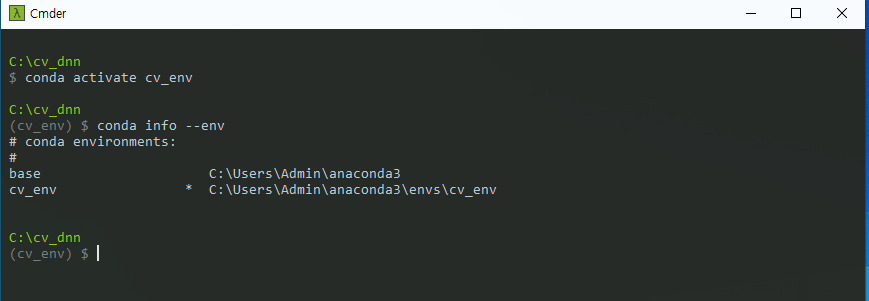 λ Cmder
C:\cv_dnn
$ conda activate cv_env
C:\cv_dnn
(cv_env) $ conda info --env
# conda environments:
#
base                     C:\Users\Admin\anaconda3
cv_env                *  C:\Users\Admin\anaconda3\envs\cv_env
C:\cv_dnn
(cv_env) $